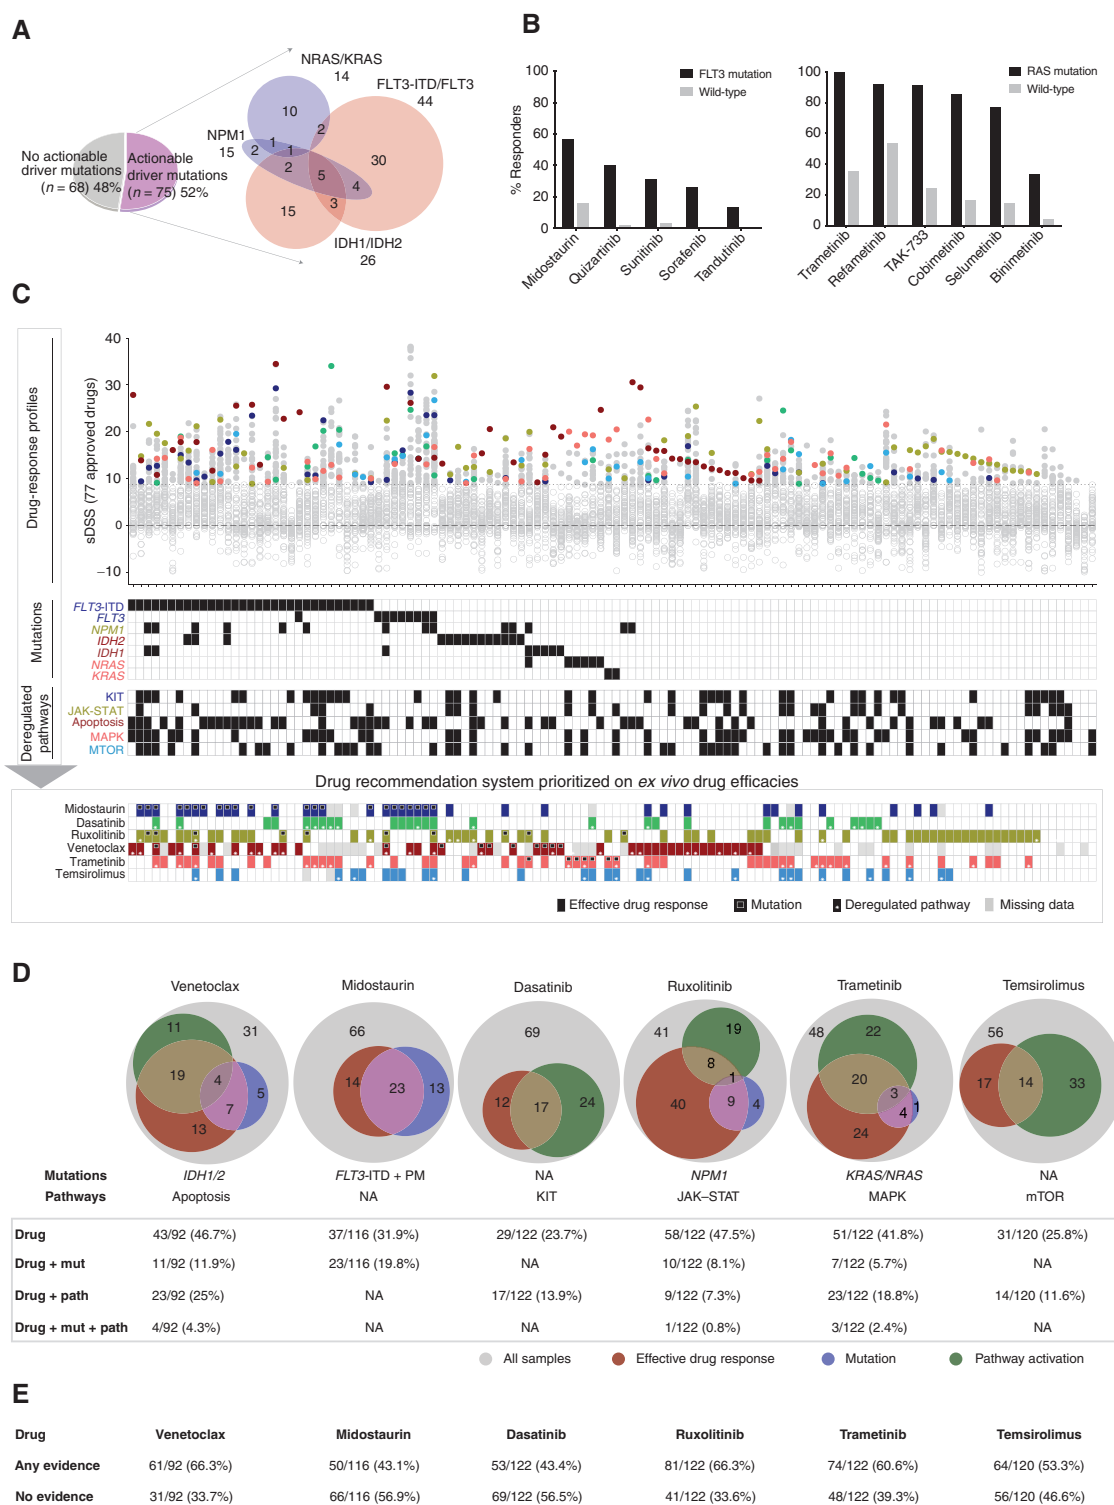 A
NRAS/KRAS
14
FLT3-ITD/FLT3
44
NPM1
15
10
2
2
1
1
2
5
4
30
3
15
IDH1/IDH2
26
No actionable
driver mutations
(n = 68) 48%
Actionable
driver mutations
(n = 75) 52%
B
% Responders
100
80
60
40
20
0
FLT3 mutation
Wild-type
Midostaurin
Quizartinib
Sunitinib
Sorafenib
Tandutinib
100
80
60
40
20
0
RAS mutation
Wild-type
Trametinib
Refametinib
TAK-733
Cobimetinib
Selumetinib
Binimetinib
C
Drug-response profiles
sDSS (77 approved drugs)
40
30
20
10
0
−10
Mutations
FLT3-ITD
FLT3
NPM1
IDH2
IDH1
NRAS
KRAS
Deregulated
pathways
KIT
JAK-STAT
Apoptosis
MAPK
MTOR
Drug recommendation system prioritized on ex vivo drug efficacies
Midostaurin
Dasatinib
Ruxolitinib
Venetoclax
Trametinib
Temsirolimus
Effective drug response
Mutation
Deregulated pathway
Missing data
D
Venetoclax Midostaurin Dasatinib Ruxolitinib Trametinib Temsirolimus
11 31 19 4 5 7 13
66 14 23 13
69 12 17 24
41 19 8 1 40 9 4
48 22 20 3 4 1 24
56 17 14 33
Mutations IDH1/2 FLT3-ITD + PM NA NPM1 KRAS/NRAS NA
Pathways Apoptosis NA KIT JAK–STAT MAPK mTOR
Drug 43/92 (46.7%) 37/116 (31.9%) 29/122 (23.7%) 58/122 (47.5%) 51/122 (41.8%) 31/120 (25.8%)
Drug + mut 11/92 (11.9%) 23/116 (19.8%) NA 10/122 (8.1%) 7/122 (5.7%) NA
Drug + path 23/92 (25%) NA 17/122 (13.9%) 9/122 (7.3%) 23/122 (18.8%) 14/120 (11.6%)
Drug + mut + path 4/92 (4.3%) NA NA 1/122 (0.8%) 3/122 (2.4%) NA
All samples Effective drug response Mutation Pathway activation
E
Drug Venetoclax Midostaurin Dasatinib Ruxolitinib Trametinib Temsirolimus
Any evidence 61/92 (66.3%) 50/116 (43.1%) 53/122 (43.4%) 81/122 (66.3%) 74/122 (60.6%) 64/120 (53.3%)
No evidence 31/92 (33.7%) 66/116 (56.9%) 69/122 (56.5%) 41/122 (33.6%) 48/122 (39.3%) 56/120 (46.6%)